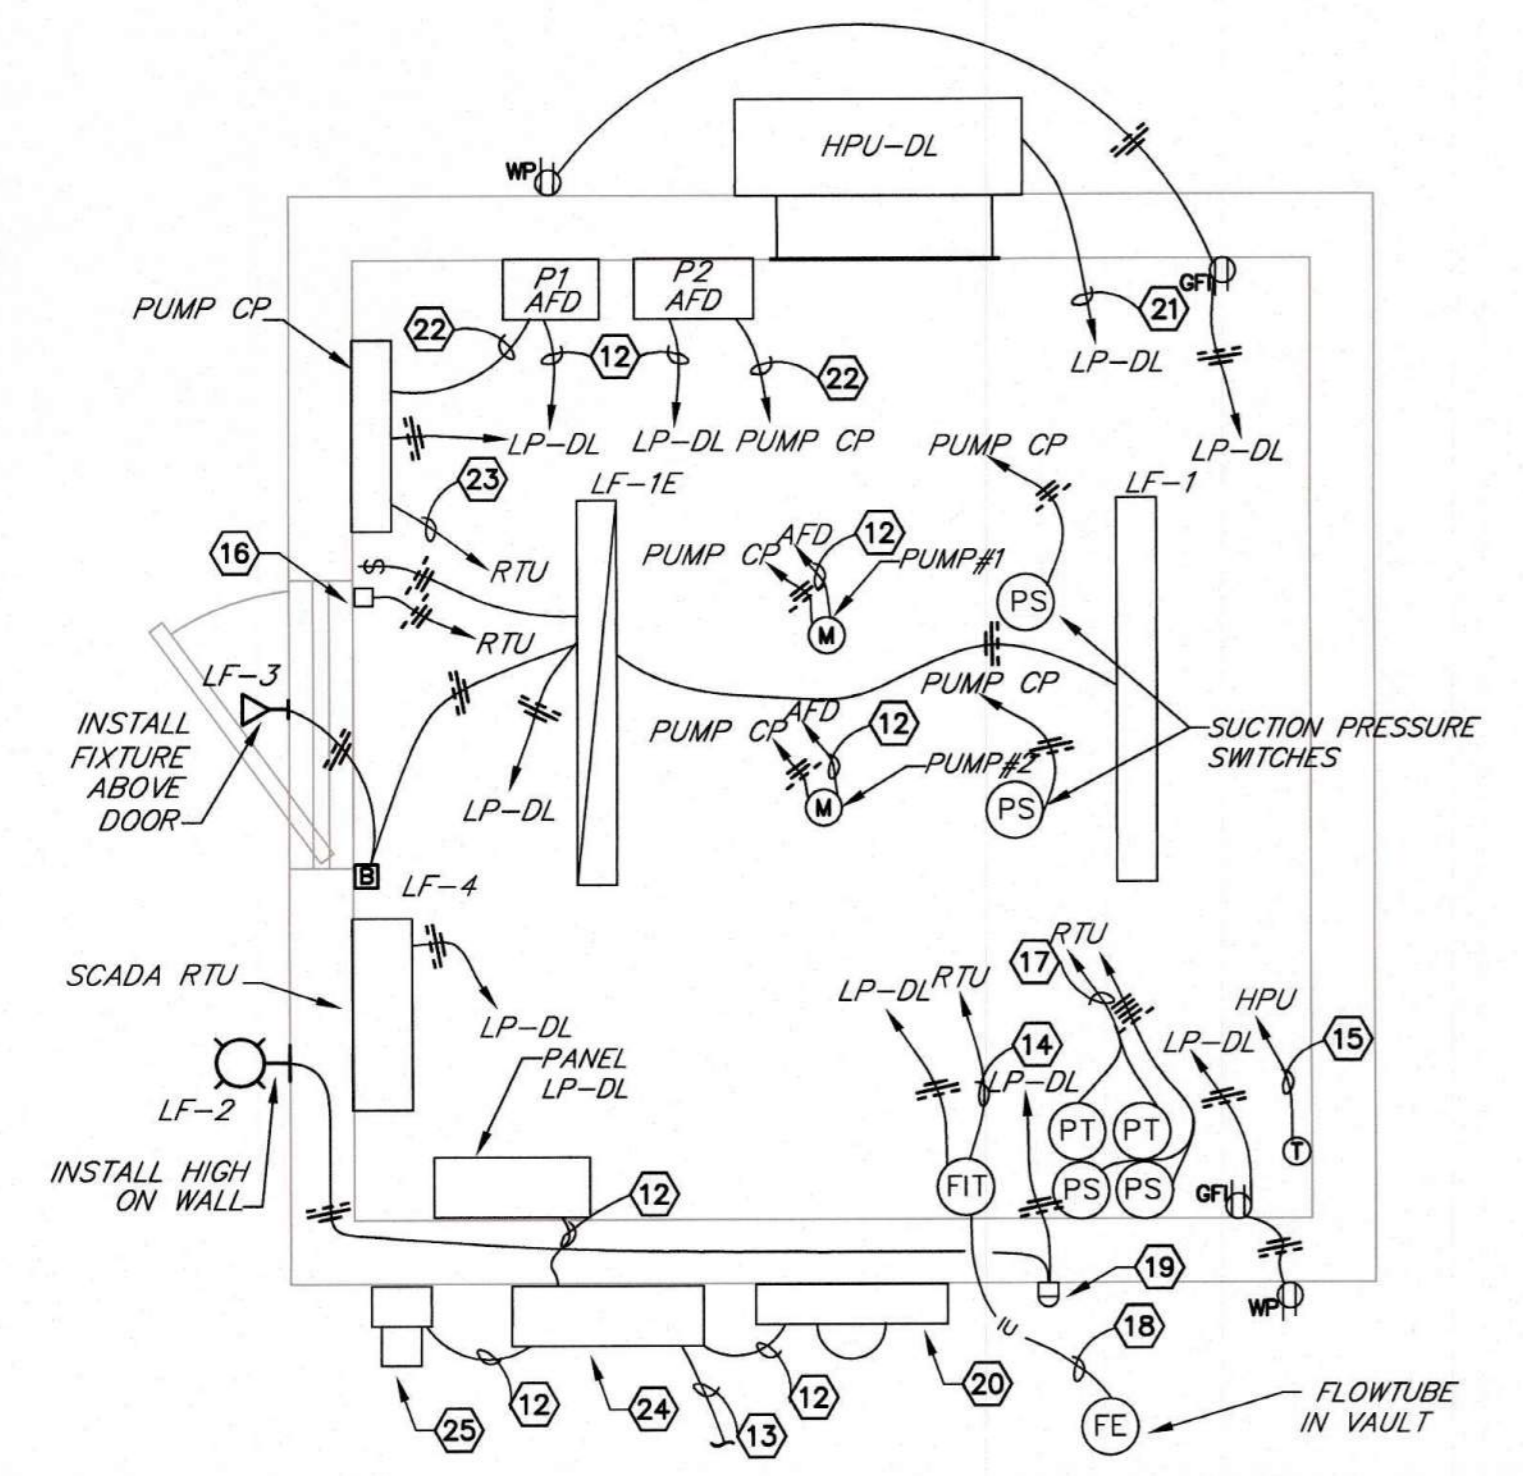 HPU-DL
WP
GFI
P1
AFD
P2
AFD
PUMP CP
22
12
22
21
LP-DL
LP-DL
LP-DL
PUMP CP
LP-DL
PUMP CP
23
LF-1E
LF-1
16
S
RTU
PUMP CP
AFD
12
PUMP#1
M
PS
RTU
LF-3
INSTALL
FIXTURE
ABOVE
DOOR
PUMP CP
PUMP CP
AFD
12
PUMP#2
M
PS
SUCTION PRESSURE
SWITCHES
LP-DL
B
LF-4
SCADA RTU
LP-DL
LP-DL
RTU
17
RTU
HPU
LP-DL
15
14
LP-DL
LF-2
PANEL
LP-DL
INSTALL HIGH
ON WALL
12
FIT
PT
PT
PS
PS
T
GFI
WP
19
IU
18
25
12
24
13
12
20
FE
FLOWTUBE
IN VAULT